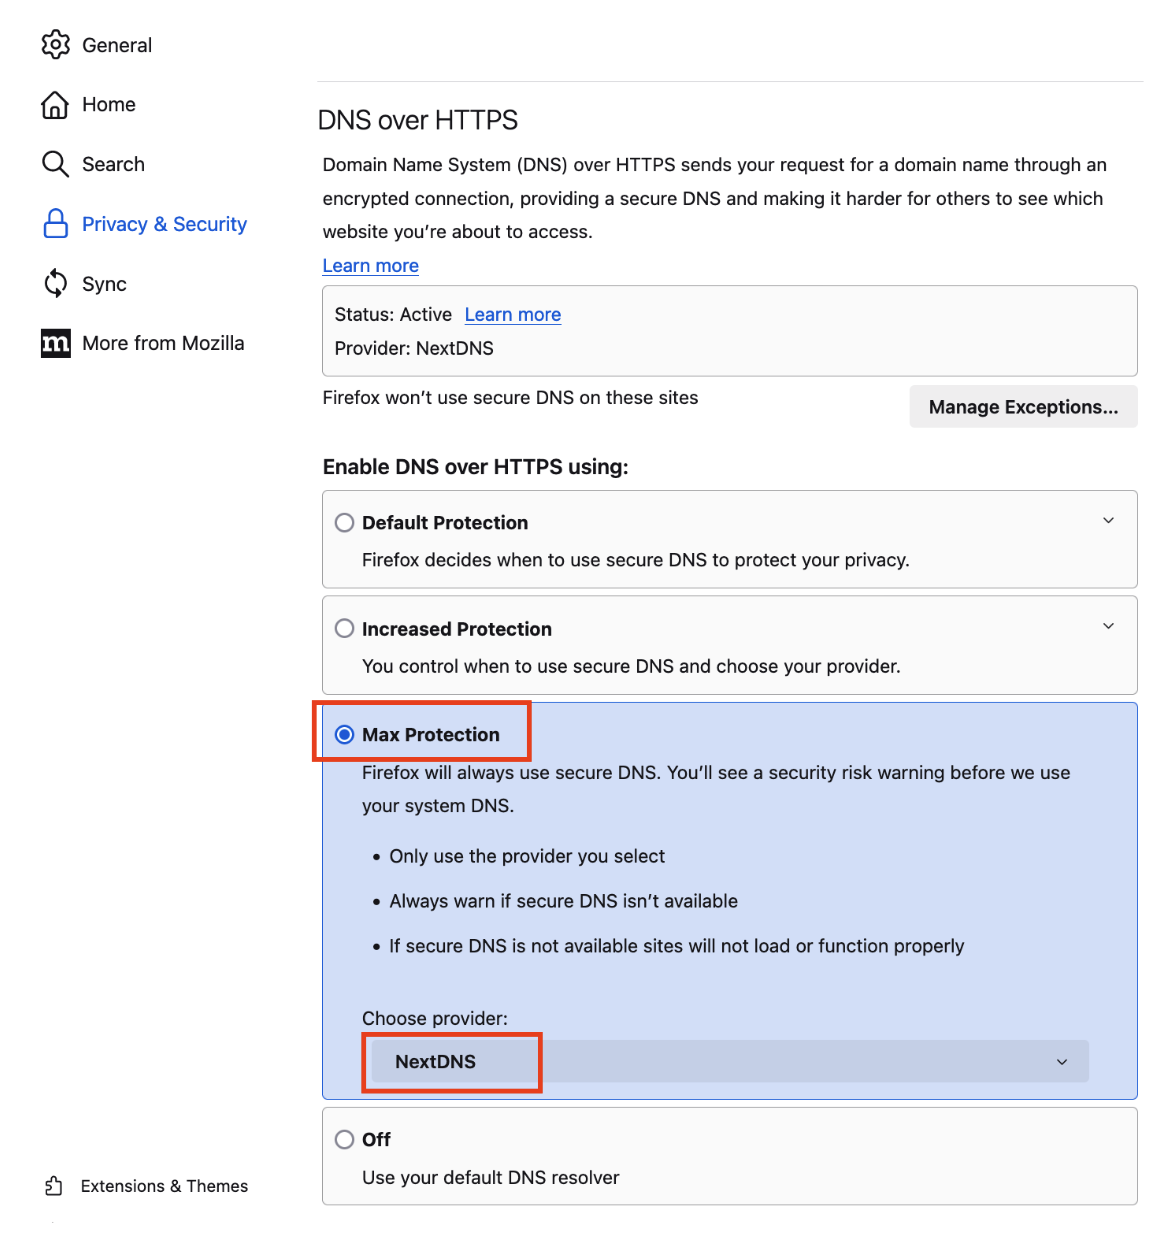 General
Home
Search
Privacy & Security
Sync
m
More from Mozilla
Extensions & Themes
DNS over HTTPS
Domain Name System (DNS) over HTTPS sends your request for a domain name through an
encrypted connection, providing a secure DNS and making it harder for others to see which
website you’re about to access.
Learn more
Status: Active Learn more
Provider: NextDNS
Firefox won’t use secure DNS on these sites
Manage Exceptions...
Enable DNS over HTTPS using:
Default Protection
Firefox decides when to use secure DNS to protect your privacy.
Increased Protection
You control when to use secure DNS and choose your provider.
Max Protection
Firefox will always use secure DNS. You’ll see a security risk warning before we use
your system DNS.
• Only use the provider you select
• Always warn if secure DNS isn’t available
• If secure DNS is not available sites will not load or function properly
Choose provider:
NextDNS
Off
Use your default DNS resolver